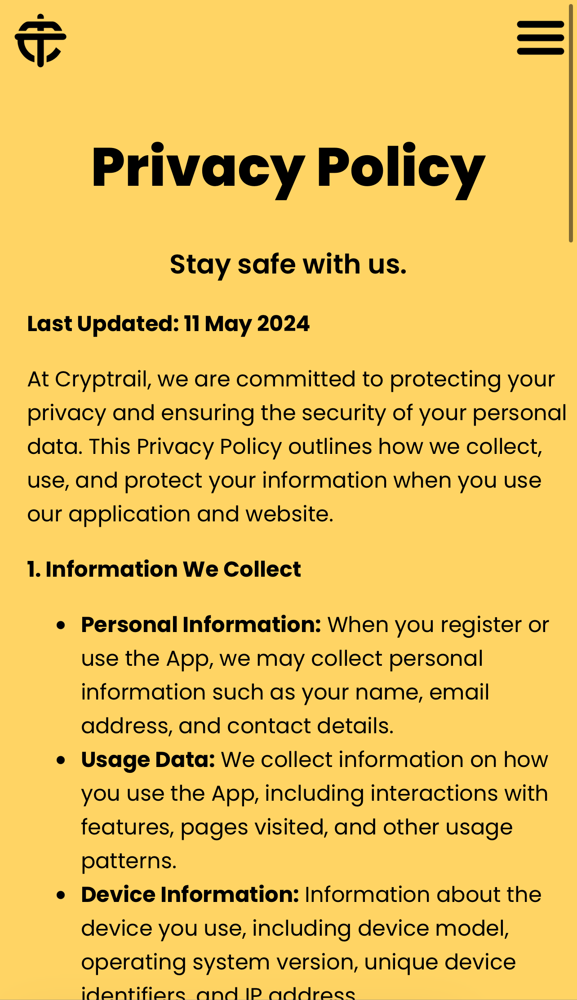 Privacy Policy
Stay safe with us.
Last Updated: 11 May 2024
At Cryptrail, we are committed to protecting your
privacy and ensuring the security of your personal
data. This Privacy Policy outlines how we collect,
use, and protect your information when you use
our application and website.
1. Information We Collect
• Personal Information: When you register or
use the App, we may collect personal
information such as your name, email
address, and contact details.
• Usage Data: We collect information on how
you use the App, including interactions with
features, pages visited, and other usage
patterns.
• Device Information: Information about the
device you use, including device model,
operating system version, unique device
identifiers, and IP address.